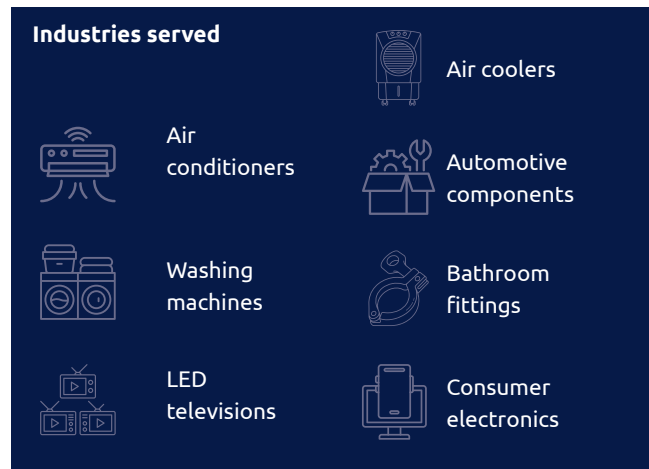 Industries served
Air
conditioners
Washing
machines
LED
televisions
Air coolers
Automotive
components
Bathroom
fittings
Consumer
electronics